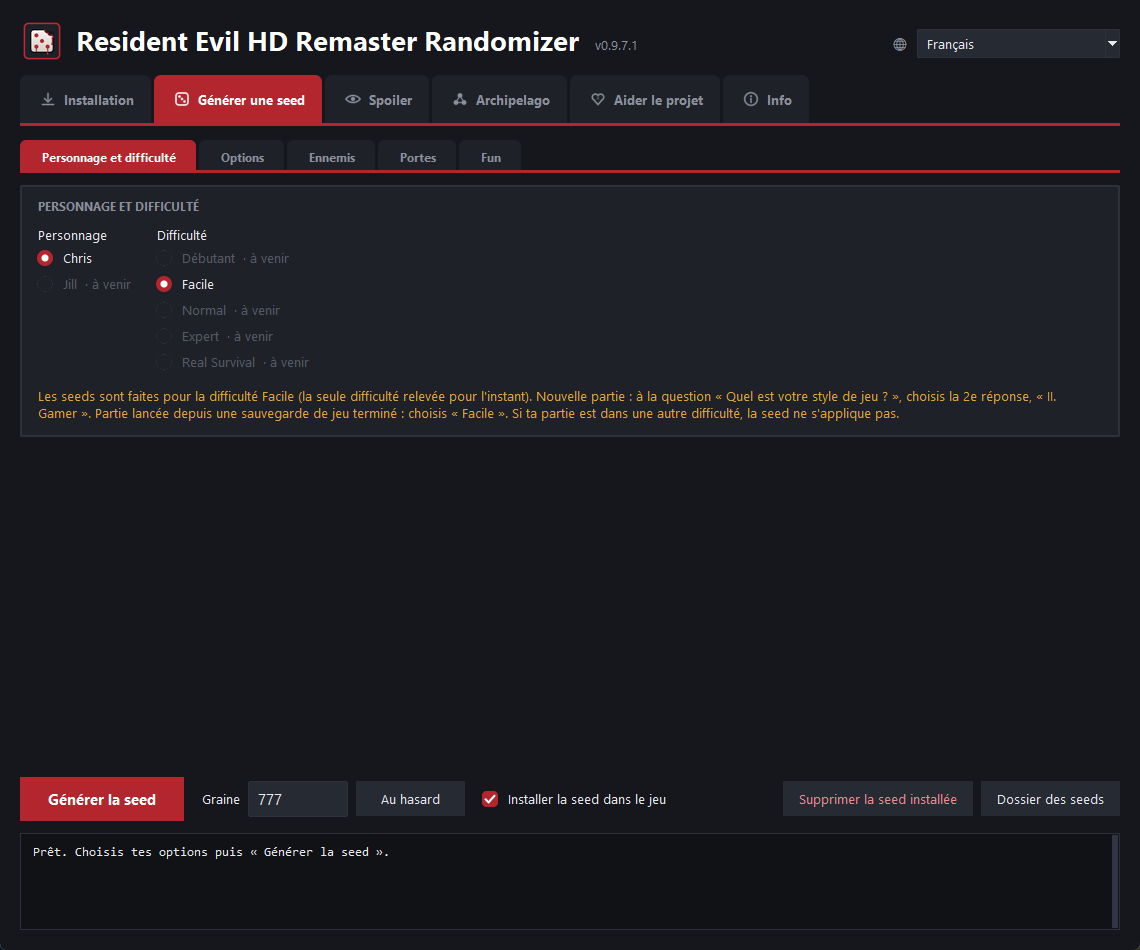 Resident Evil HD Remaster Randomizer v0.9.7.1
Français
Installation
Générer une seed
Spoiler
Archipelago
Aider le projet
Info
Personnage et difficulté
Options
Ennemis
Portes
Fun
PERSONNAGE ET DIFFICULTÉ
Personnage
Difficulté
Chris
Débutant · à venir
Jill · à venir
Facile
Normal · à venir
Expert · à venir
Real Survival · à venir
Les seeds sont faites pour la difficulté Facile (la seule difficulté relevée pour l'instant). Nouvelle partie : à la question « Quel est votre style de jeu ? », choisis la 2e réponse, « II.
Gamer ». Partie lancée depuis une sauvegarde de jeu terminé : choisis « Facile ». Si ta partie est dans une autre difficulté, la seed ne s'applique pas.
Générer la seed
Graine
777
Au hasard
Installer la seed dans le jeu
Supprimer la seed installée
Dossier des seeds
Prêt. Choisis tes options puis « Générer la seed ».